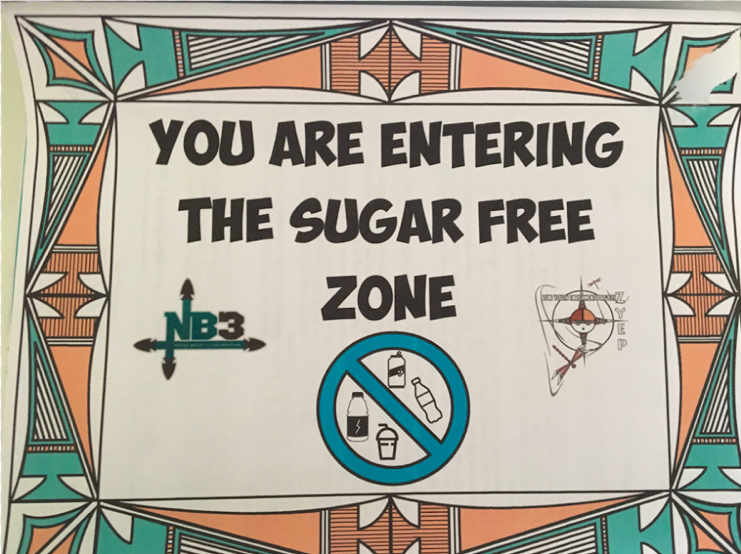 YOU ARE ENTERING
THE SUGAR FREE
ZONE
NB3
ZYEP